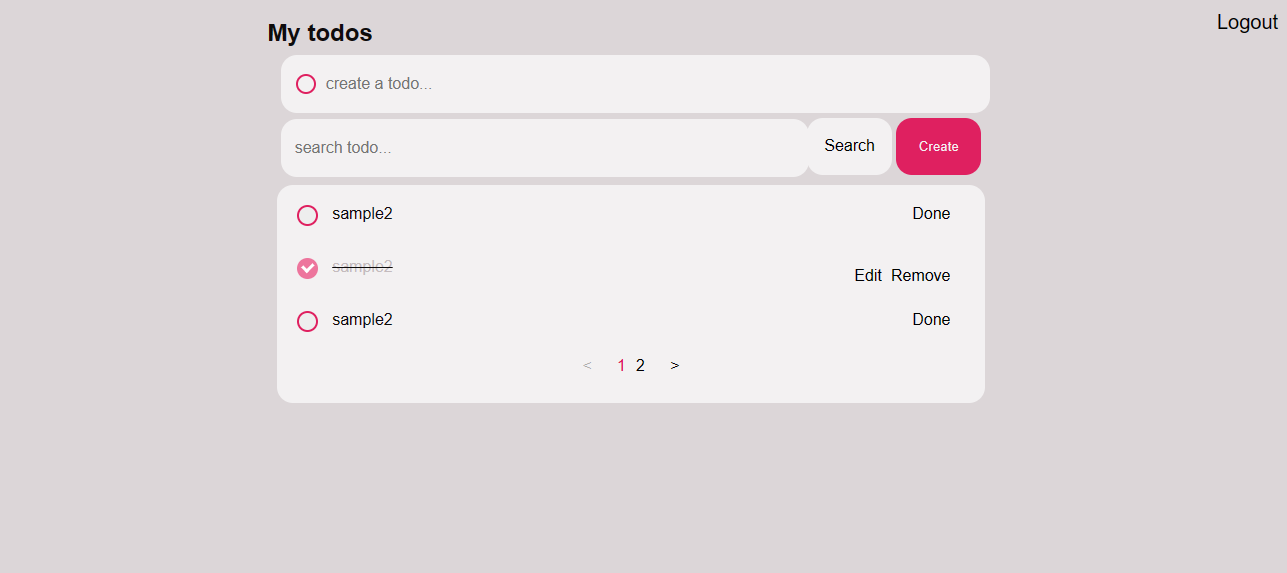 Logout
My todos
create a todo...
search todo... Search Create
sample2 Done
sample2 Edit Remove
sample2 Done
< 1 2 >